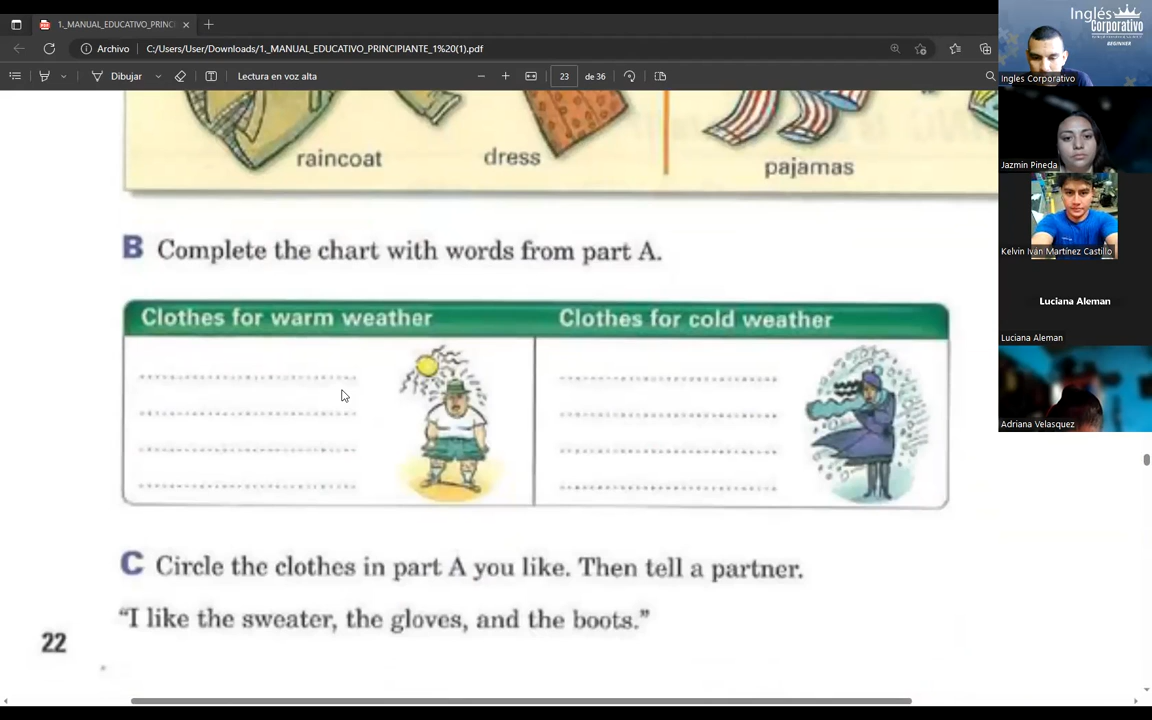 1._MANUAL_EDUCATIVO_PRINC
Archivo C:/Users/User/Downloads/1._MANUAL_EDUCATIVO_PRINCIPIANTE_1%20(1).pdf
Dibujar Lectura en voz alta 23 de 36
raincoat dress pajamas
B Complete the chart with words from part A.
Clothes for warm weather Clothes for cold weather
C Circle the clothes in part A you like. Then tell a partner.
“I like the sweater, the gloves, and the boots.”
22
Inglés
Corporativo
BEGINNER
Ingles Corporativo
Jazmin Pineda
Kelvin Ivan Martínez Castillo
Luciana Aleman
Luciana Aleman
Adriana Velasquez